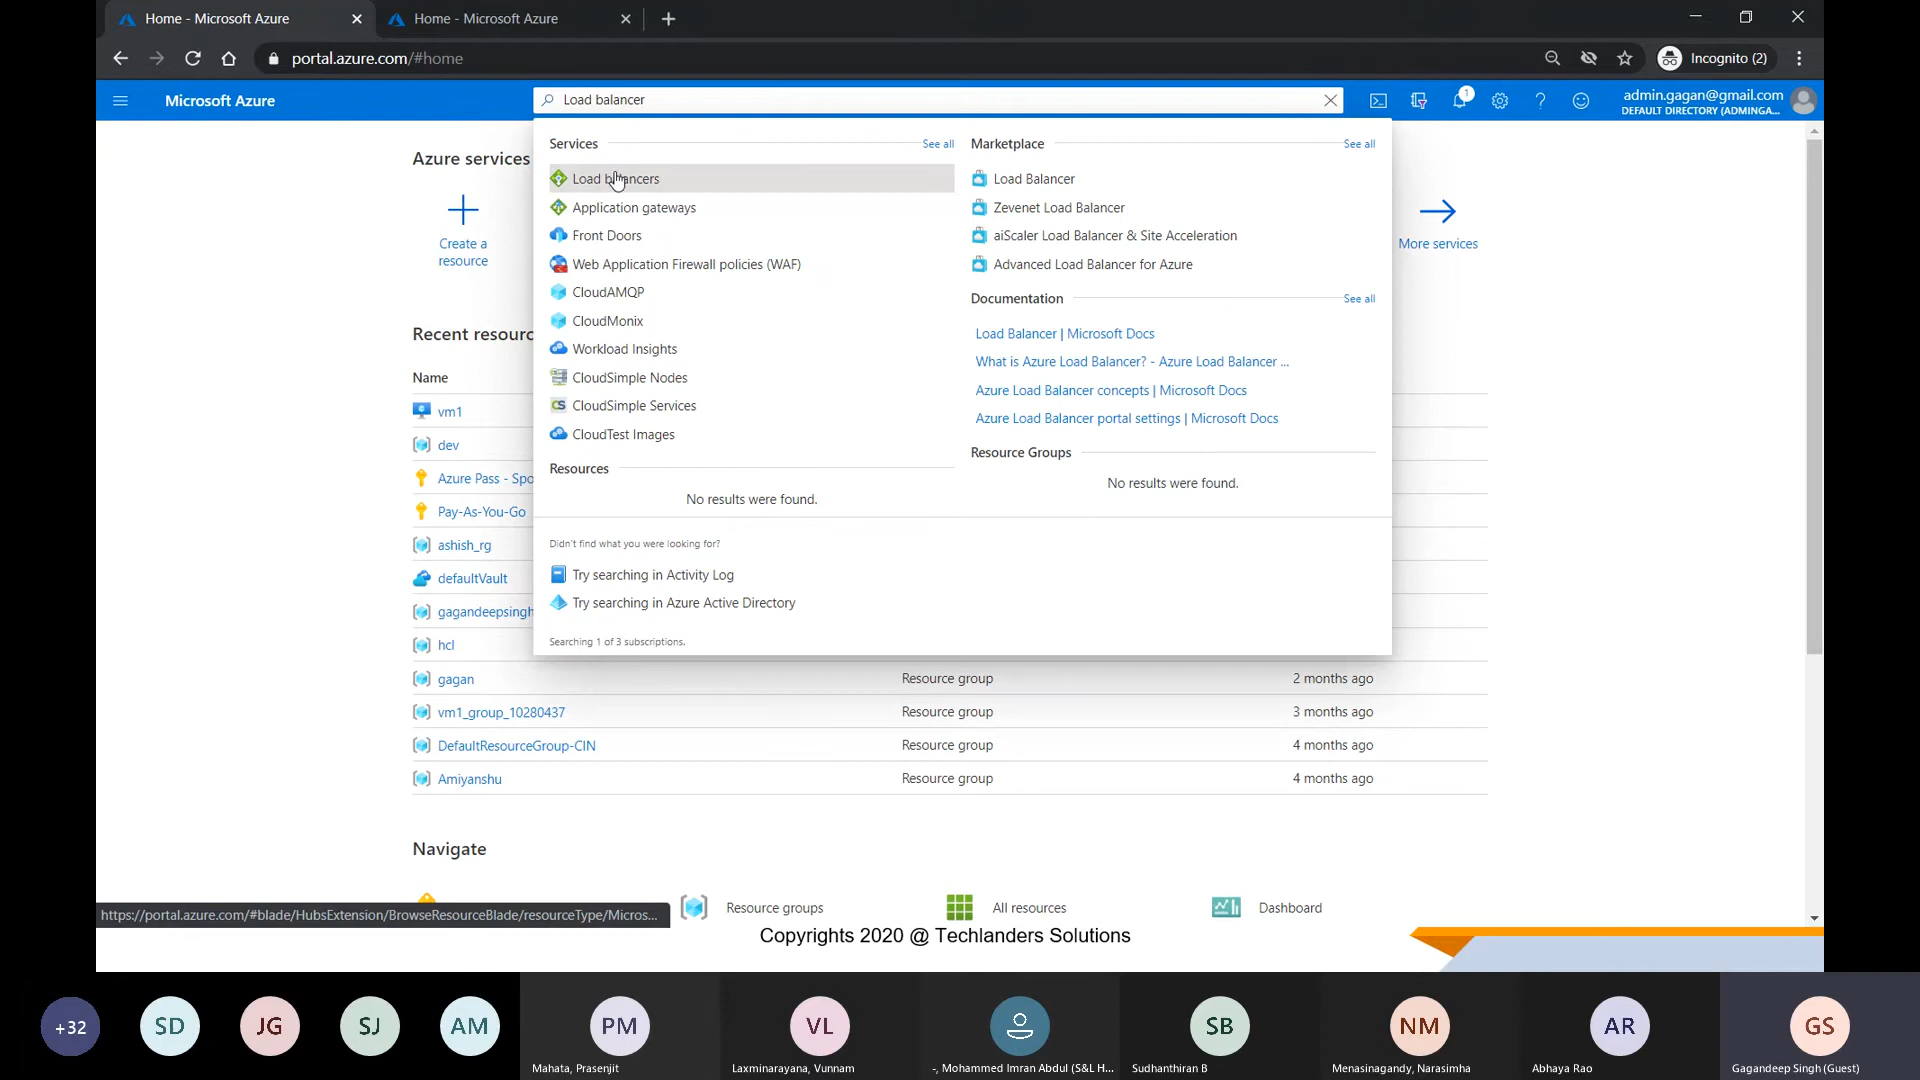 Home - Microsoft Azure
Home - Microsoft Azure
portal.azure.com/#home
Incognito (2)
Microsoft Azure
Load balancer
1
admin.gagan@gmail.com
DEFAULT DIRECTORY (ADMINGA...
Azure services
Create a
resource
More services
Services
See all
Load balancers
Application gateways
Front Doors
Web Application Firewall policies (WAF)
CloudAMQP
CloudMonix
Workload Insights
CloudSimple Nodes
CS
CloudSimple Services
CloudTest Images
Resources
No results were found.
Marketplace
See all
Load Balancer
Zevenet Load Balancer
aiScaler Load Balancer & Site Acceleration
Advanced Load Balancer for Azure
Documentation
See all
Load Balancer | Microsoft Docs
What is Azure Load Balancer? - Azure Load Balancer ...
Azure Load Balancer concepts | Microsoft Docs
Azure Load Balancer portal settings | Microsoft Docs
Resource Groups
No results were found.
Didn't find what you were looking for?
Try searching in Activity Log
Try searching in Azure Active Directory
Searching 1 of 3 subscriptions.
Recent resourc
Name
vm1
dev
Azure Pass - Spo
Pay-As-You-Go
ashish_rg
defaultVault
gagandeepsingh
hcl
gagan Resource group 2 months ago
vm1_group_10280437 Resource group 3 months ago
DefaultResourceGroup-CIN Resource group 4 months ago
Amiyanshu Resource group 4 months ago
Navigate
Resource groups
All resources
Dashboard
https://portal.azure.com/#blade/HubsExtension/BrowseResourceBlade/resourceType/Micros...
Copyrights 2020 @ Techlanders Solutions
+32
SD
JG
SJ
AM
PM
Mahata, Prasenjit
VL
Laxminarayana, Vunnam
-, Mohammed Imran Abdul (S&L H...
SB
Sudhanthiran B
NM
Menasinagandy, Narasimha
AR
Abhaya Rao
GS
Gagandeep Singh (Guest)